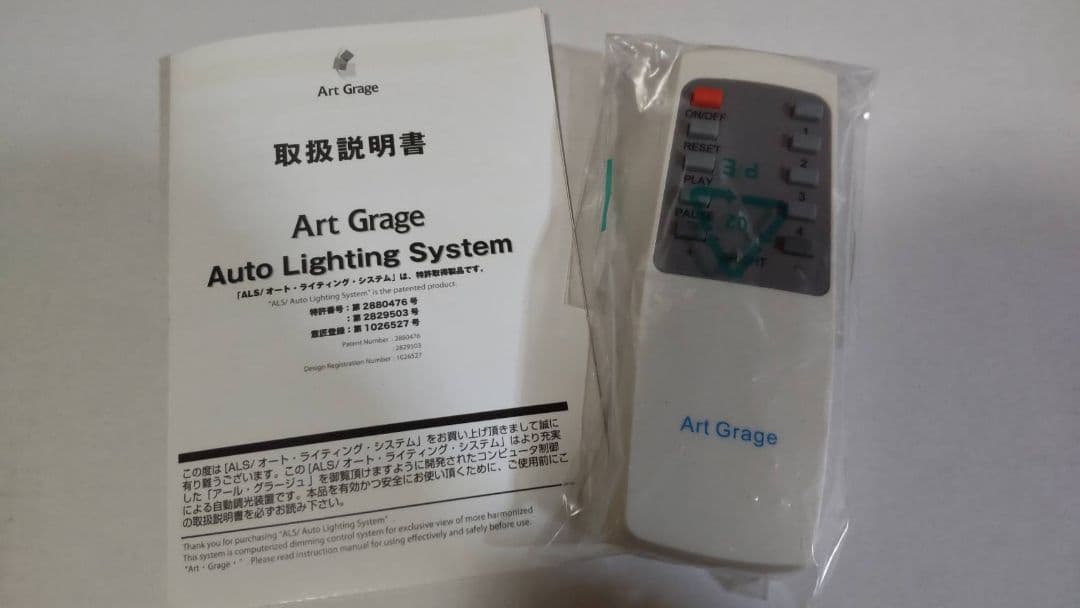 Art Grage
取扱説明書
Art Grage
Auto Lighting System
「ALS/オート・ライティング・システム」は、特許取得製品です。
"ALS/ Auto Lighting System" is the patented product.
特許番号：第 2880476 号
：第 2829503 号
意匠登録：第 1026527 号
Patent Number : 2880476
2829503
Design Registration Number : 1026527
この度は [ALS/ オート・ライティング・システム」をお買い上げ頂きまして誠に
有り難うございます。この [ALS/ オート・ライティング・システム」はより充実
した「アール・グラージュ」を御覧頂けますように開発されたコンピュータ制御
による自動調光装置です。本品を有効かつ安全にお使い頂くために、ご使用前にこ
の取扱説明書を必ずお読み下さい。
Thank you for purchasing "ALS/ Auto Lighting System" .
This system is computerized dimming control system for exclusive view of more harmonized
"Art・Grage・" . Please read instruction manual for using effectively and safely before use.
ON/OFF
1
RESET
2
PLAY
3
PAUSE
4
+
PE
02
Art Grage